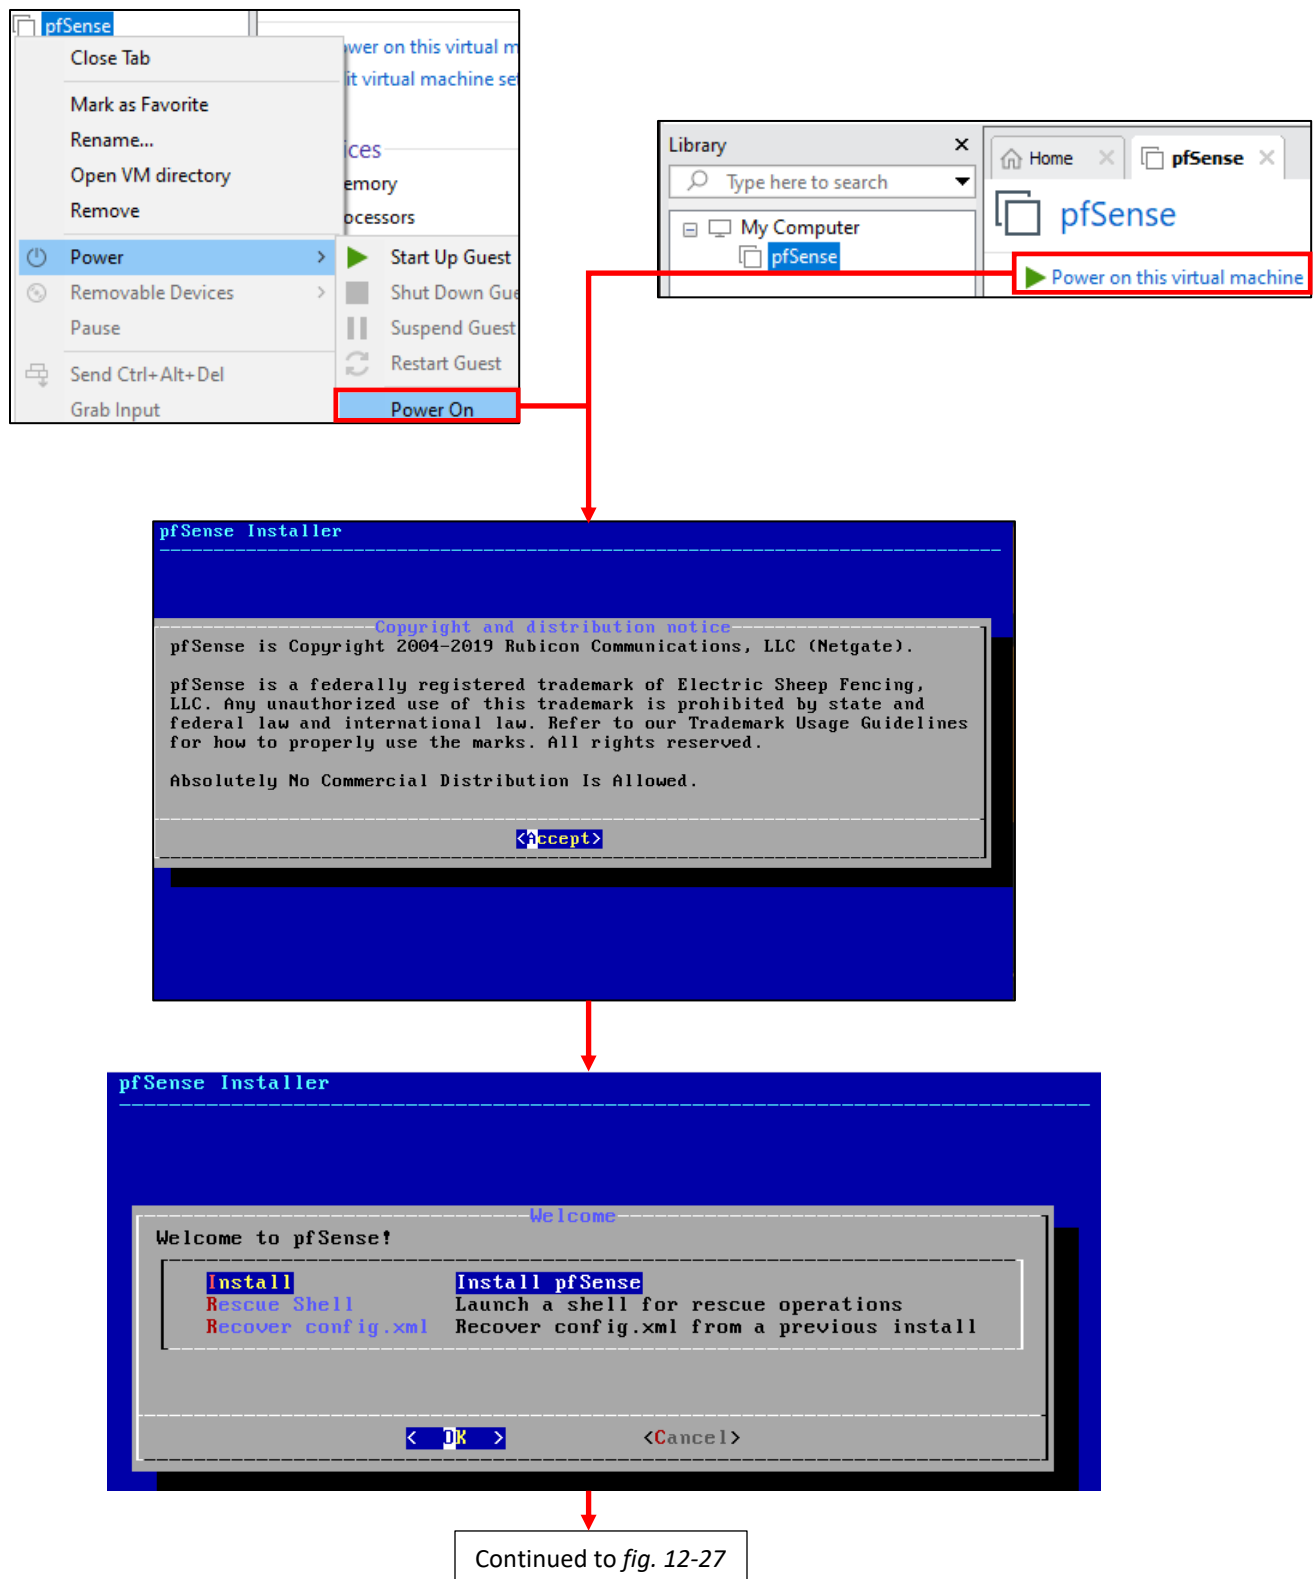 pfSense
Close Tab
Mark as Favorite
Rename...
Open VM directory
Remove
Power
Removable Devices
Pause
Send Ctrl+Alt+Del
Grab Input
wer on this virtual m
it virtual machine se
ices
emory
ocessors
Start Up Guest
Shut Down Gue
Suspend Guest
Restart Guest
Power On
Library
Type here to search
My Computer
pfSense
Home
pfSense
pfSense
Power on this virtual machine
pfSense Installer
Copyright and distribution notice
pfSense is Copyright 2004-2019 Rubicon Communications, LLC (Netgate).
pfSense is a federally registered trademark of Electric Sheep Fencing,
LLC. Any unauthorized use of this trademark is prohibited by state and
federal law and international law. Refer to our Trademark Usage Guidelines
for how to properly use the marks. All rights reserved.
Absolutely No Commercial Distribution Is Allowed.
<Accept>
pfSense Installer
Welcome
Welcome to pfSense!
Install Install pfSense
Rescue Shell Launch a shell for rescue operations
Recover config.xml Recover config.xml from a previous install
< OK > <Cancel>
Continued to fig. 12-27